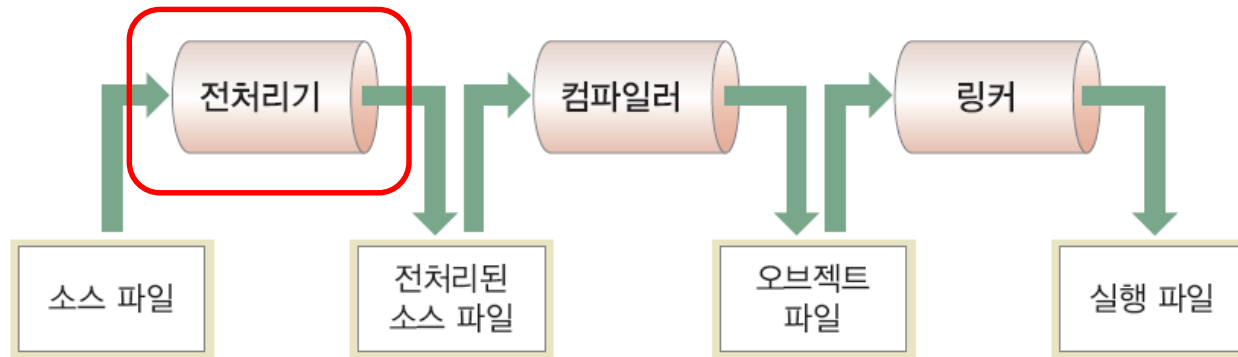 전처리기
컴파일러
링커
소스 파일
전처리된
소스 파일
오브젝트
파일
실행 파일